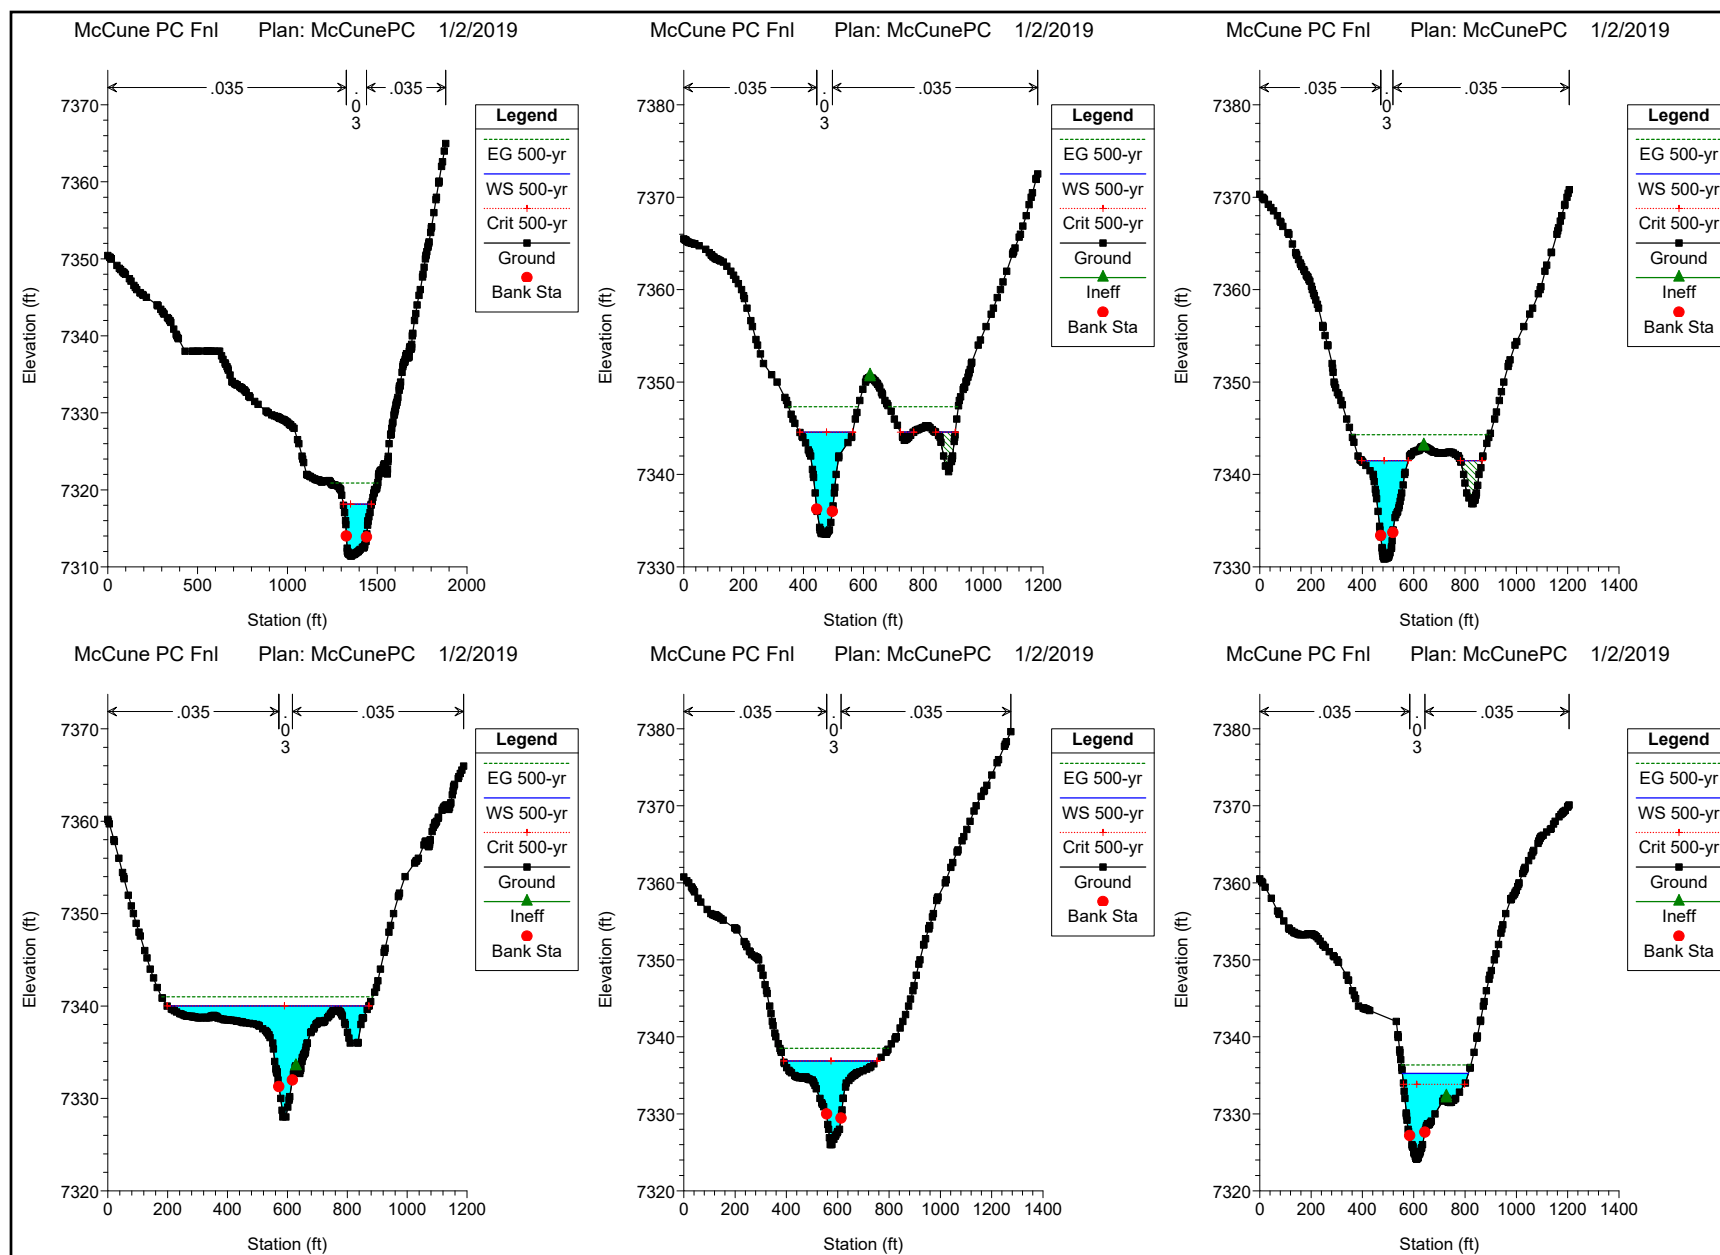 McCune PC Fnl Plan: McCunePC 1/2/2019
.035 .03 .035
Legend
EG 500-yr
WS 500-yr
Crit 500-yr
Ground
Bank Sta
Elevation (ft)
7370
7360
7350
7340
7330
7320
7310
0 500 1000 1500 2000
Station (ft)
McCune PC Fnl Plan: McCunePC 1/2/2019
.035 .03 .035
Legend
EG 500-yr
WS 500-yr
Crit 500-yr
Ground
Ineff
Bank Sta
Elevation (ft)
7380
7370
7360
7350
7340
7330
0 200 400 600 800 1000 1200
Station (ft)
McCune PC Fnl Plan: McCunePC 1/2/2019
.035 .03 .035
Legend
EG 500-yr
WS 500-yr
Crit 500-yr
Ground
Ineff
Bank Sta
Elevation (ft)
7380
7370
7360
7350
7340
7330
0 200 400 600 800 1000 1200 1400
Station (ft)
McCune PC Fnl Plan: McCunePC 1/2/2019
.035 .03 .035
Legend
EG 500-yr
WS 500-yr
Crit 500-yr
Ground
Ineff
Bank Sta
Elevation (ft)
7370
7360
7350
7340
7330
7320
0 200 400 600 800 1000 1200
Station (ft)
McCune PC Fnl Plan: McCunePC 1/2/2019
.035 .03 .035
Legend
EG 500-yr
WS 500-yr
Crit 500-yr
Ground
Bank Sta
Elevation (ft)
7380
7370
7360
7350
7340
7330
7320
0 200 400 600 800 1000 1200 1400
Station (ft)
McCune PC Fnl Plan: McCunePC 1/2/2019
.035 .03 .035
Legend
EG 500-yr
WS 500-yr
Crit 500-yr
Ground
Ineff
Bank Sta
Elevation (ft)
7380
7370
7360
7350
7340
7330
7320
0 200 400 600 800 1000 1200 1400
Station (ft)